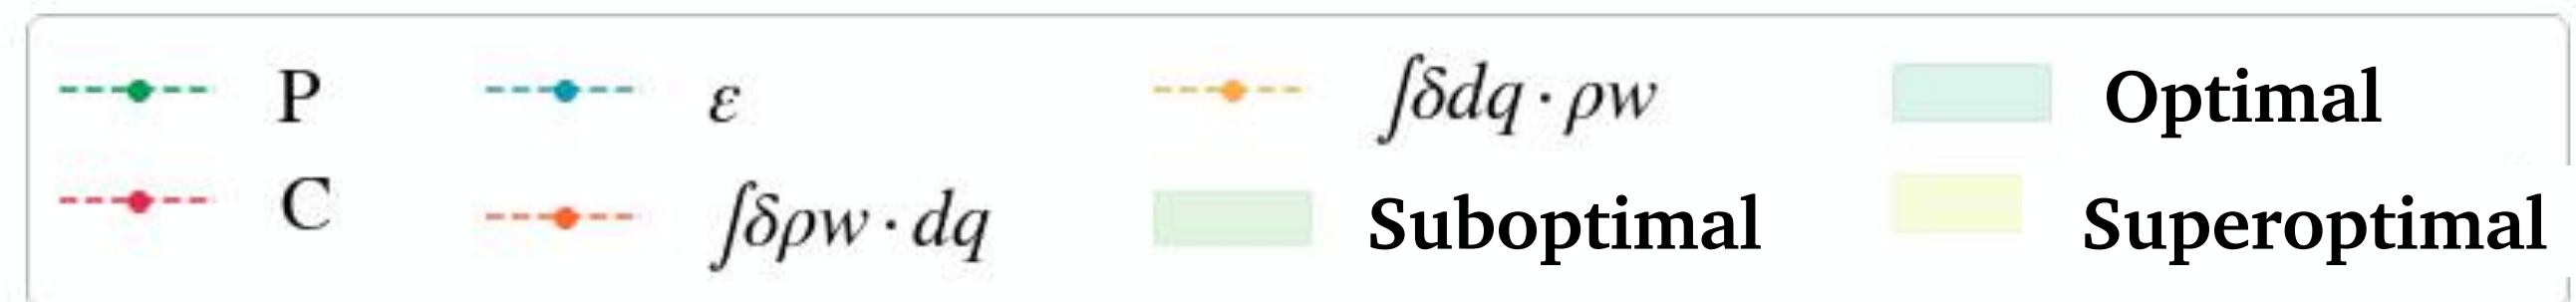 P ε ∫δdq · ρw Optimal
C ∫δρw · dq Suboptimal Superoptimal